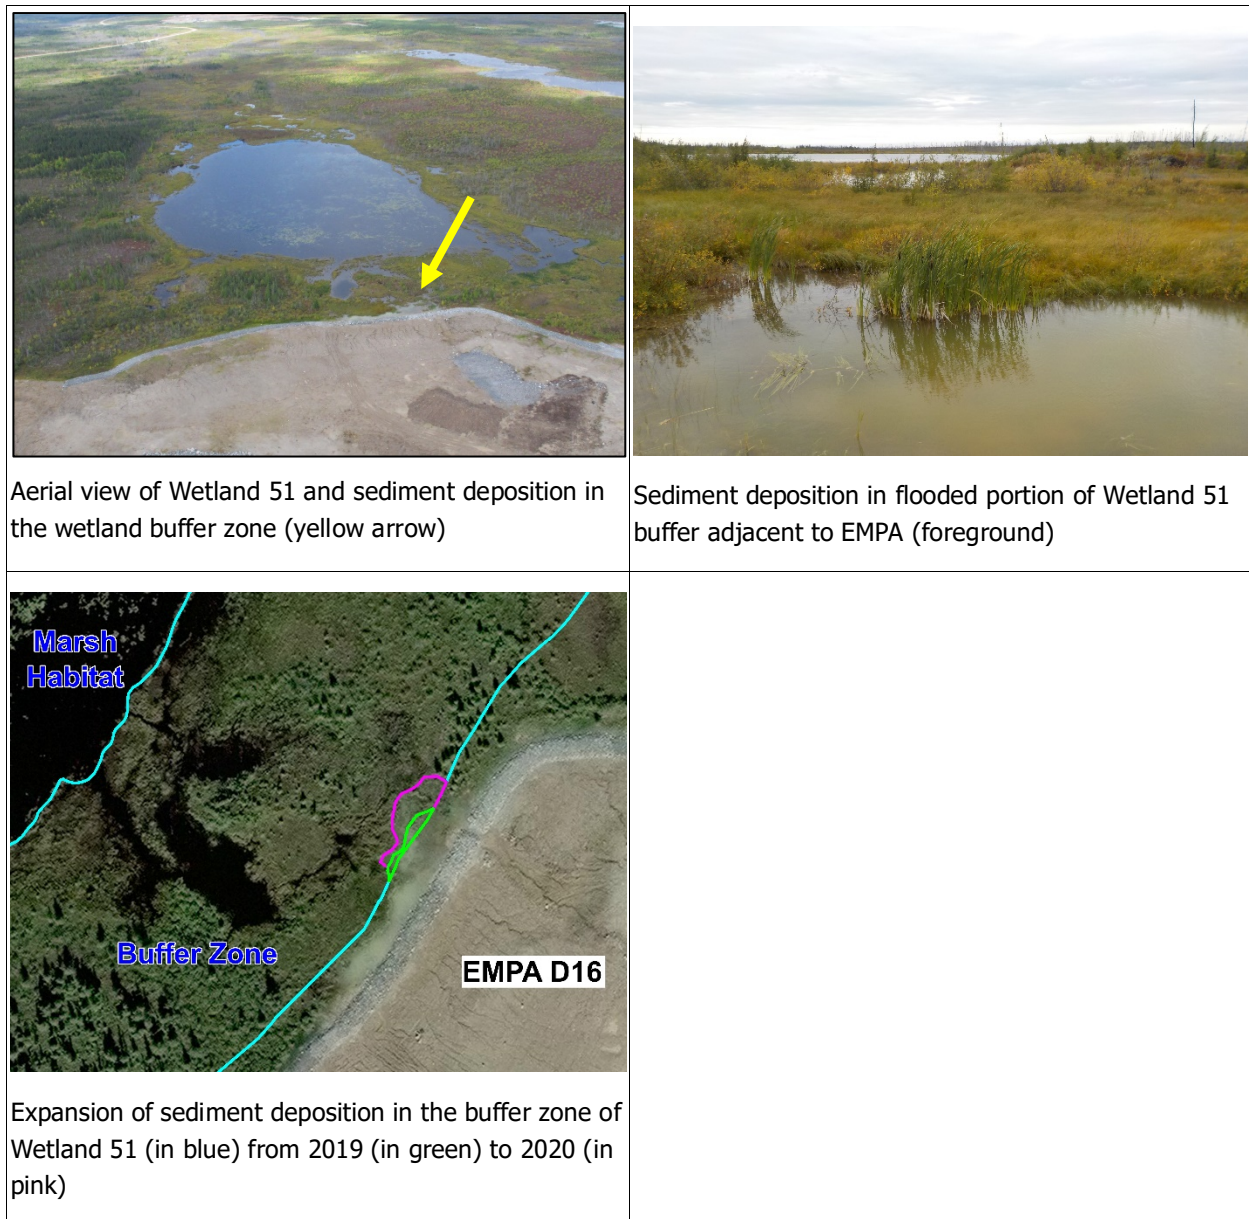 Aerial view of Wetland 51 and sediment deposition in
the wetland buffer zone (yellow arrow)
Sediment deposition in flooded portion of Wetland 51
buffer adjacent to EMPA (foreground)
Marsh
Habitat
Buffer Zone
EMPA D16
Expansion of sediment deposition in the buffer zone of
Wetland 51 (in blue) from 2019 (in green) to 2020 (in
pink)